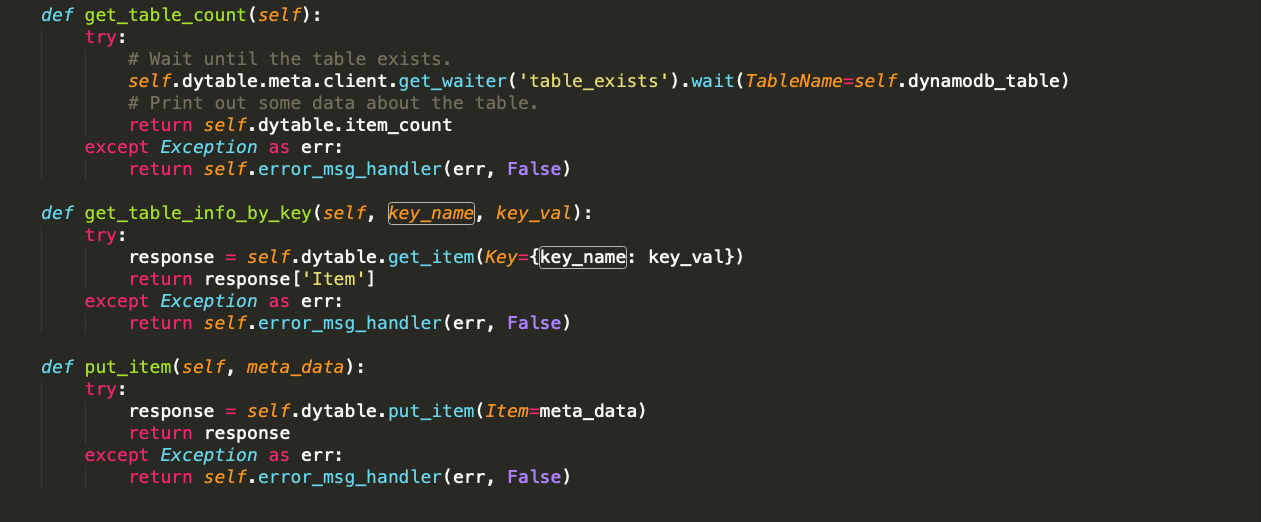 def get_table_count(self):
try:
# Wait until the table exists.
self.dytable.meta.client.get_waiter('table_exists').wait(TableName=self.dynamodb_table)
# Print out some data about the table.
return self.dytable.item_count
except Exception as err:
return self.error_msg_handler(err, False)
def get_table_info_by_key(self, key_name, key_val):
try:
response = self.dytable.get_item(Key={key_name: key_val})
return response['Item']
except Exception as err:
return self.error_msg_handler(err, False)
def put_item(self, meta_data):
try:
response = self.dytable.put_item(Item=meta_data)
return response
except Exception as err:
return self.error_msg_handler(err, False)